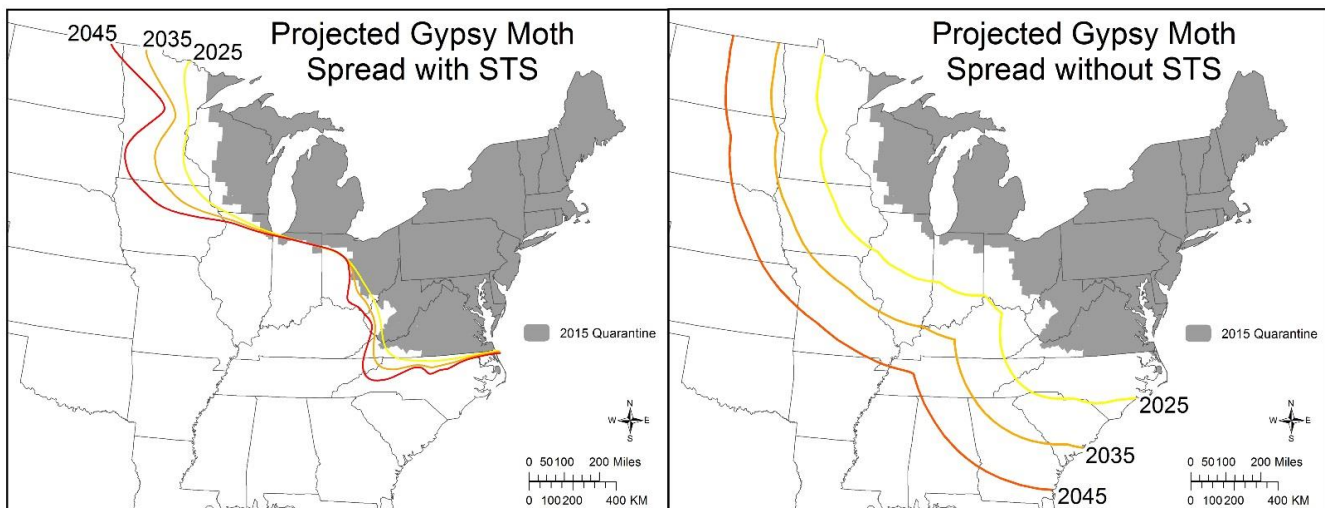 Projected Gypsy Moth
Spread with STS
2045
2035
2025
2015 Quarantine
N
W E
S
0 50 100 200 Miles
0 100 200 400 KM
Projected Gypsy Moth
Spread without STS
2015 Quarantine
2025
2035
2045
N
W E
S
0 50 100 200 Miles
0 100 200 400 KM